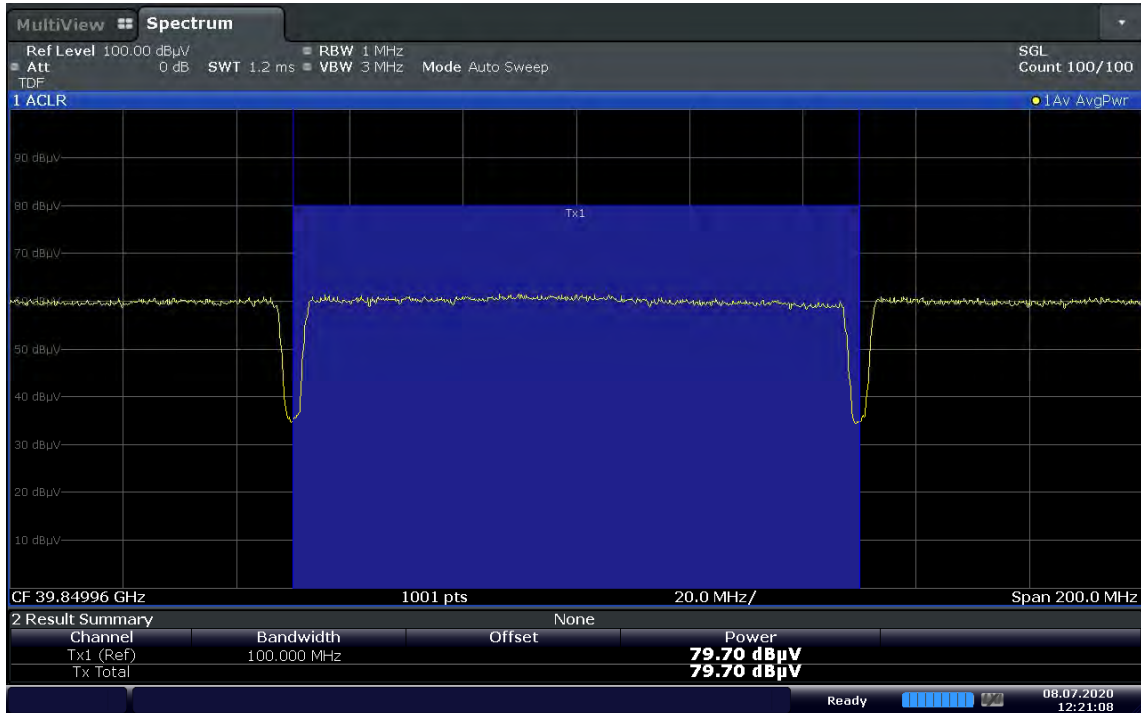 MultiView Spectrum
Ref Level 100.00 dBµV RBW 1 MHz SGL
Att 0 dB SWT 1.2 ms VBW 3 MHz Mode Auto Sweep Count 100/100
TDF
1 ACLR 1Av AvgPwr
90 dBµV
80 dBµV
Tx1
70 dBµV
50 dBµV
40 dBµV
30 dBµV
20 dBµV
10 dBµV
CF 39.84996 GHz 1001 pts 20.0 MHz/ Span 200.0 MHz
2 Result Summary None
Channel Bandwidth Offset Power
Tx1 (Ref) 100.000 MHz 79.70 dBµV
Tx Total 79.70 dBµV
Ready 08.07.2020
12:21:08